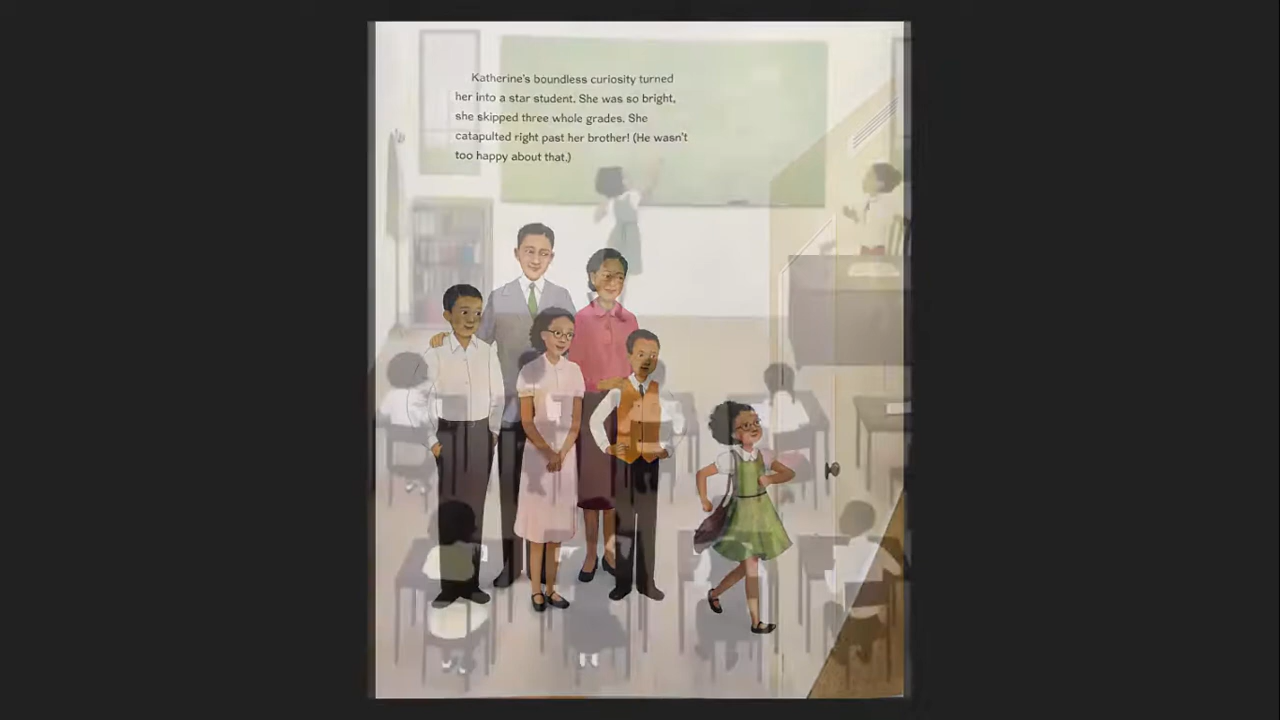 Katherine's boundless curiosity turned
her into a star student. She was so bright,
she skipped three whole grades. She
catapulted right past her brother! (He wasn't
too happy about that.)